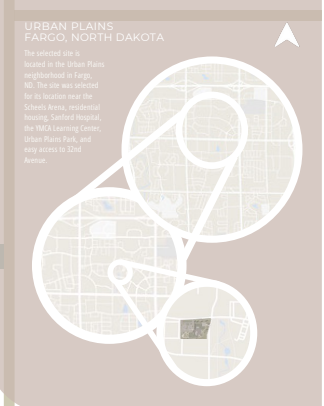 URBAN PLAINS
FARGO, NORTH DAKOTA
The selected site is
located in the Urban Plains
neighborhood in Fargo,
ND. The site was selected
for its location near the
Scheels Arena, residential
housing, Sanford Hospital,
the YMCA Learning Center,
Urban Plains Park, and
easy access to 32nd
Avenue.